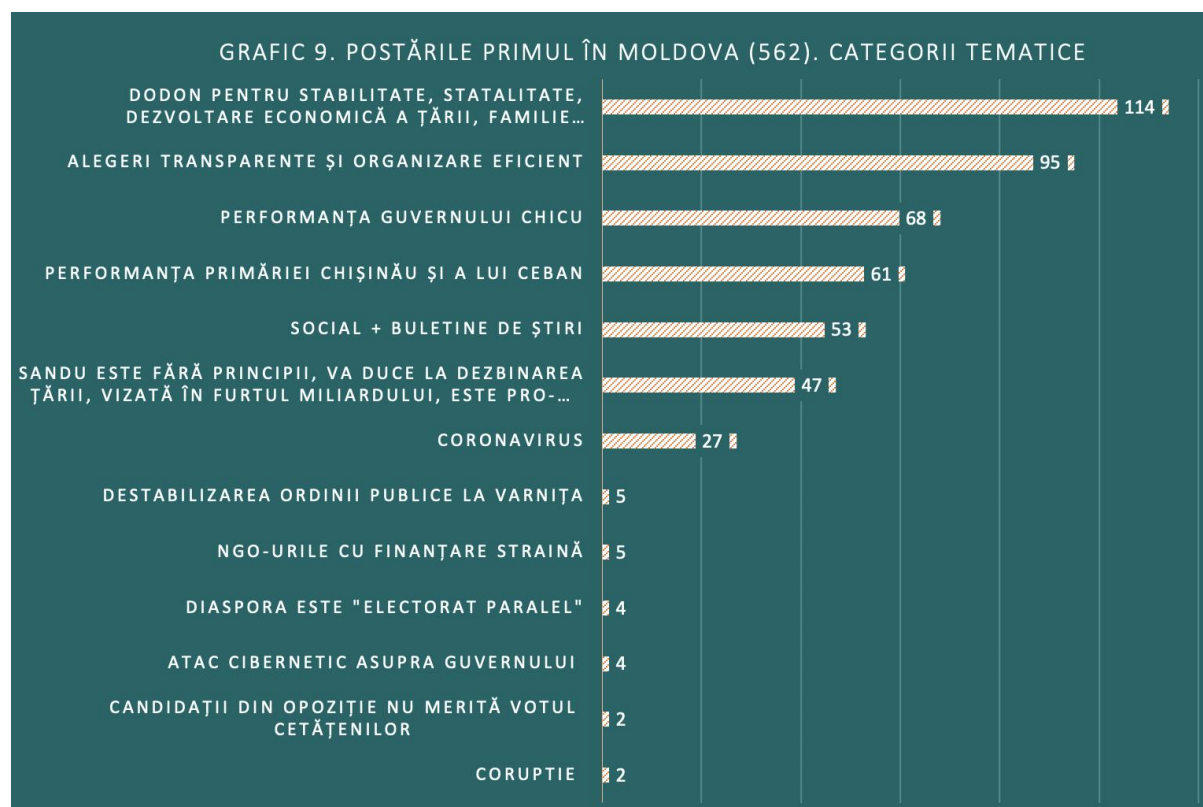 GRAFIC 9. POSTĂRILE PRIMUL ÎN MOLDOVA (562). CATEGORII TEMATICE
DODON PENTRU STABILITATE, STATALITATE,
DEZVOLTARE ECONOMICĂ A ȚĂRII, FAMILIE…
114
ALEGERI TRANSPARENTE ȘI ORGANIZARE EFICIENT
95
PERFORMANȚA GUVERNULUI CHICU
68
PERFORMANȚA PRIMĂRIEI CHIȘINĂU ȘI A LUI CEBAN
61
SOCIAL + BULETINE DE ȘTIRI
53
SANDU ESTE FĂRĂ PRINCIPII, VA DUCE LA DEZBINAREA
ȚĂRII, VIZATĂ ÎN FURTUL MILIARDULUI, ESTE PRO-…
47
CORONAVIRUS
27
DESTABILIZAREA ORDINII PUBLICE LA VARNIȚA
5
NGO-URILE CU FINANȚARE STRAINĂ
5
DIASPORA ESTE "ELECTORAT PARALEL"
4
ATAC CIBERNETIC ASUPRA GUVERNULUI
4
CANDIDAȚII DIN OPOZIȚIE NU MERITĂ VOTUL
CETĂȚENILOR
2
CORUPTIE
2